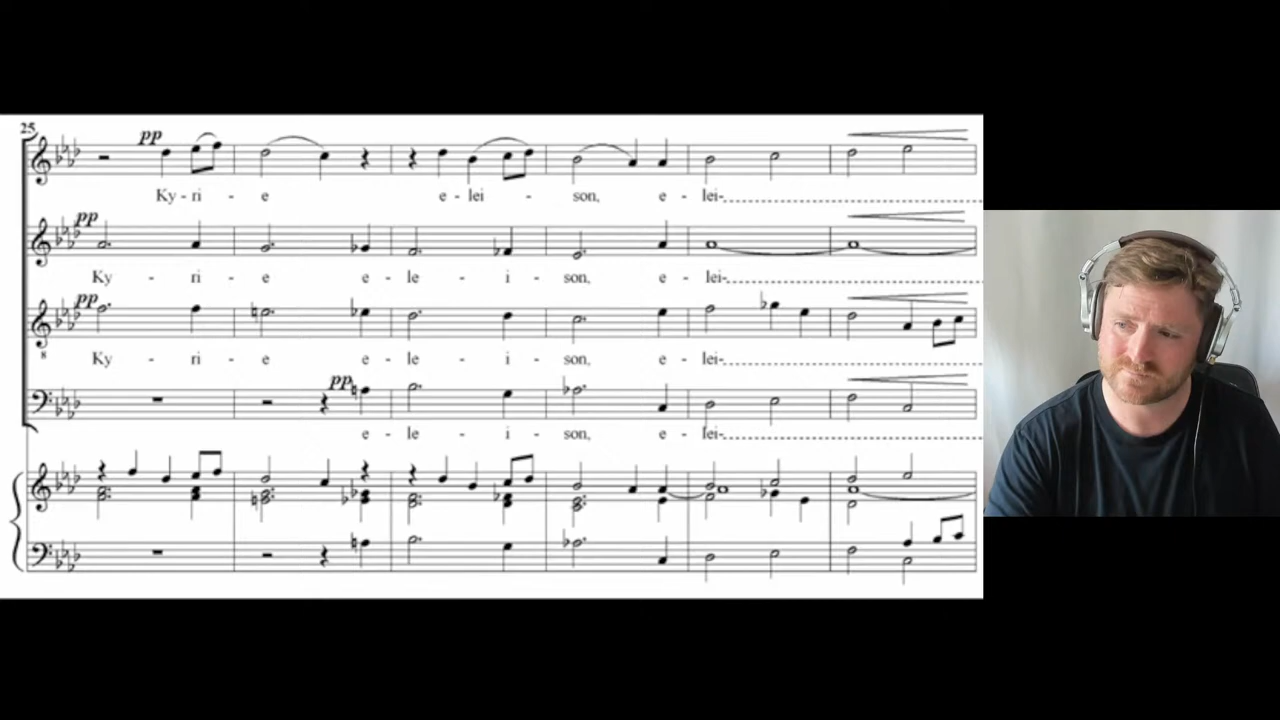 25
pp
Ky - ri - e e - lei - son, e - lei-
pp
Ky - ri - e e - le - i - son, e - lei-
pp
8
Ky - ri - e e - le - i - son, e - lei-
pp
e - le - i - son, e - lei-